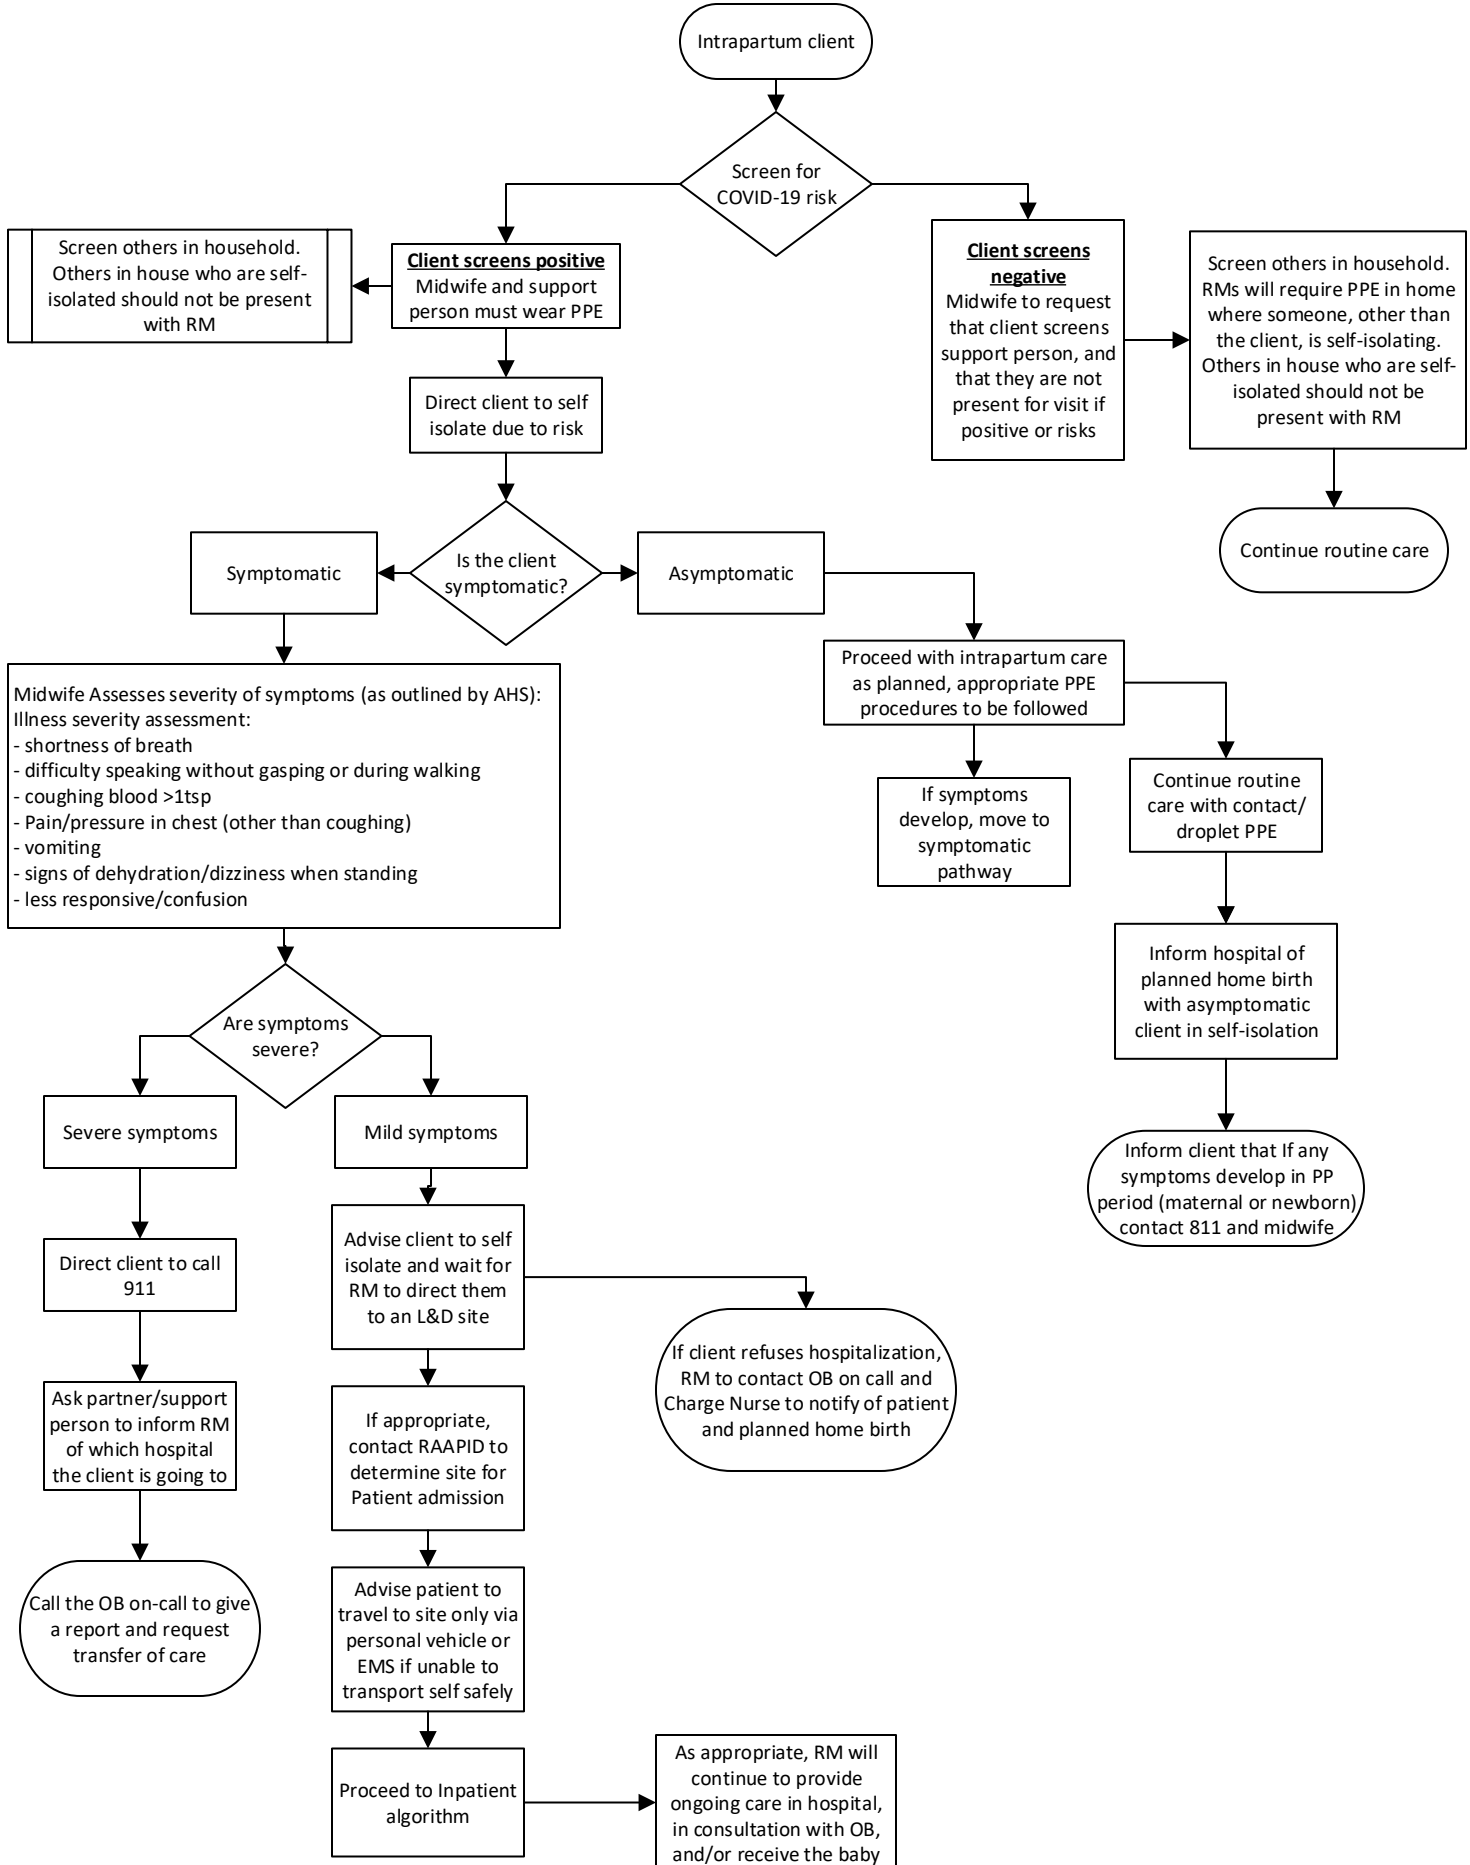 Intrapartum client
Screen for
COVID-19 risk
Screen others in household.
Others in house who are self-
isolated should not be present
with RM
Client screens positive
Midwife and support
person must wear PPE
Client screens
negative
Midwife to request
that client screens
support person, and
that they are not
present for visit if
positive or risks
Screen others in household.
RMs will require PPE in home
where someone, other than
the client, is self-isolating.
Others in house who are self-
isolated should not be
present with RM
Direct client to self
isolate due to risk
Continue routine care
Is the client
symptomatic?
Symptomatic
Asymptomatic
Proceed with intrapartum care
as planned, appropriate PPE
procedures to be followed
Midwife Assesses severity of symptoms (as outlined by AHS):
Illness severity assessment:
- shortness of breath
- difficulty speaking without gasping or during walking
- coughing blood >1tsp
- Pain/pressure in chest (other than coughing)
- vomiting
- signs of dehydration/dizziness when standing
- less responsive/confusion
If symptoms
develop, move to
symptomatic
pathway
Continue routine
care with contact/
droplet PPE
Inform hospital of
planned home birth
with asymptomatic
client in self-isolation
Inform client that If any
symptoms develop in PP
period (maternal or newborn)
contact 811 and midwife
Are symptoms
severe?
Severe symptoms
Mild symptoms
Direct client to call
911
Ask partner/support
person to inform RM
of which hospital
the client is going to
Call the OB on-call to give
a report and request
transfer of care
Advise client to self
isolate and wait for
RM to direct them
to an L&D site
If client refuses hospitalization,
RM to contact OB on call and
Charge Nurse to notify of patient
and planned home birth
If appropriate,
contact RAAPID to
determine site for
Patient admission
Advise patient to
travel to site only via
personal vehicle or
EMS if unable to
transport self safely
Proceed to Inpatient
algorithm
As appropriate, RM will
continue to provide
ongoing care in hospital,
in consultation with OB,
and/or receive the baby